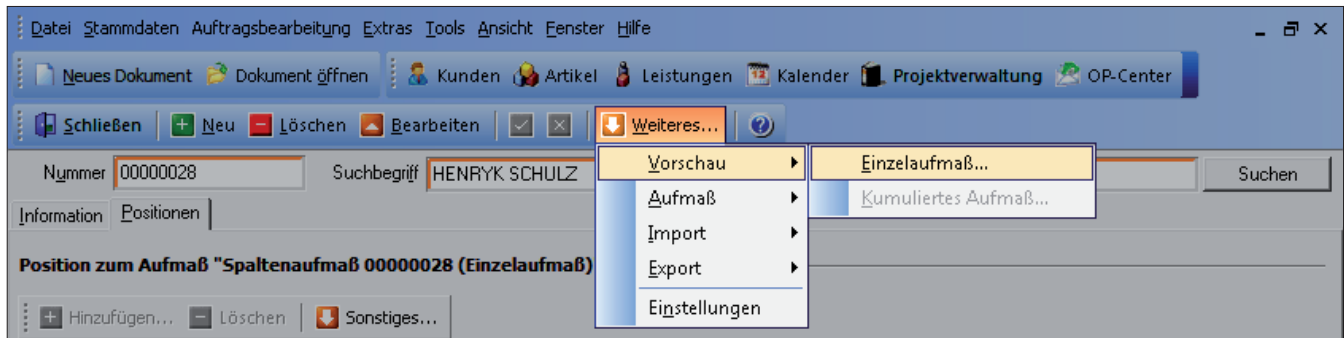 Datei Stammdaten Auftragsbearbeitung Extras Tools Ansicht Fenster Hilfe
Neues Dokument Dokument öffnen Kunden Artikel Leistungen Kalender Projektverwaltung OP-Center
Schließen Neu Löschen Bearbeiten Weiteres...
Nummer 00000028 Suchbegriff HENRYK SCHULZ Vorschau Einzelaufmaß... Suchen
Information Positionen Aufmaß Kumuliertes Aufmaß...
Import
Position zum Aufmaß "Spaltenaufmaß 00000028 (Einzelaufmaß) Export
Hinzufügen... Löschen Sonstiges... Einstellungen